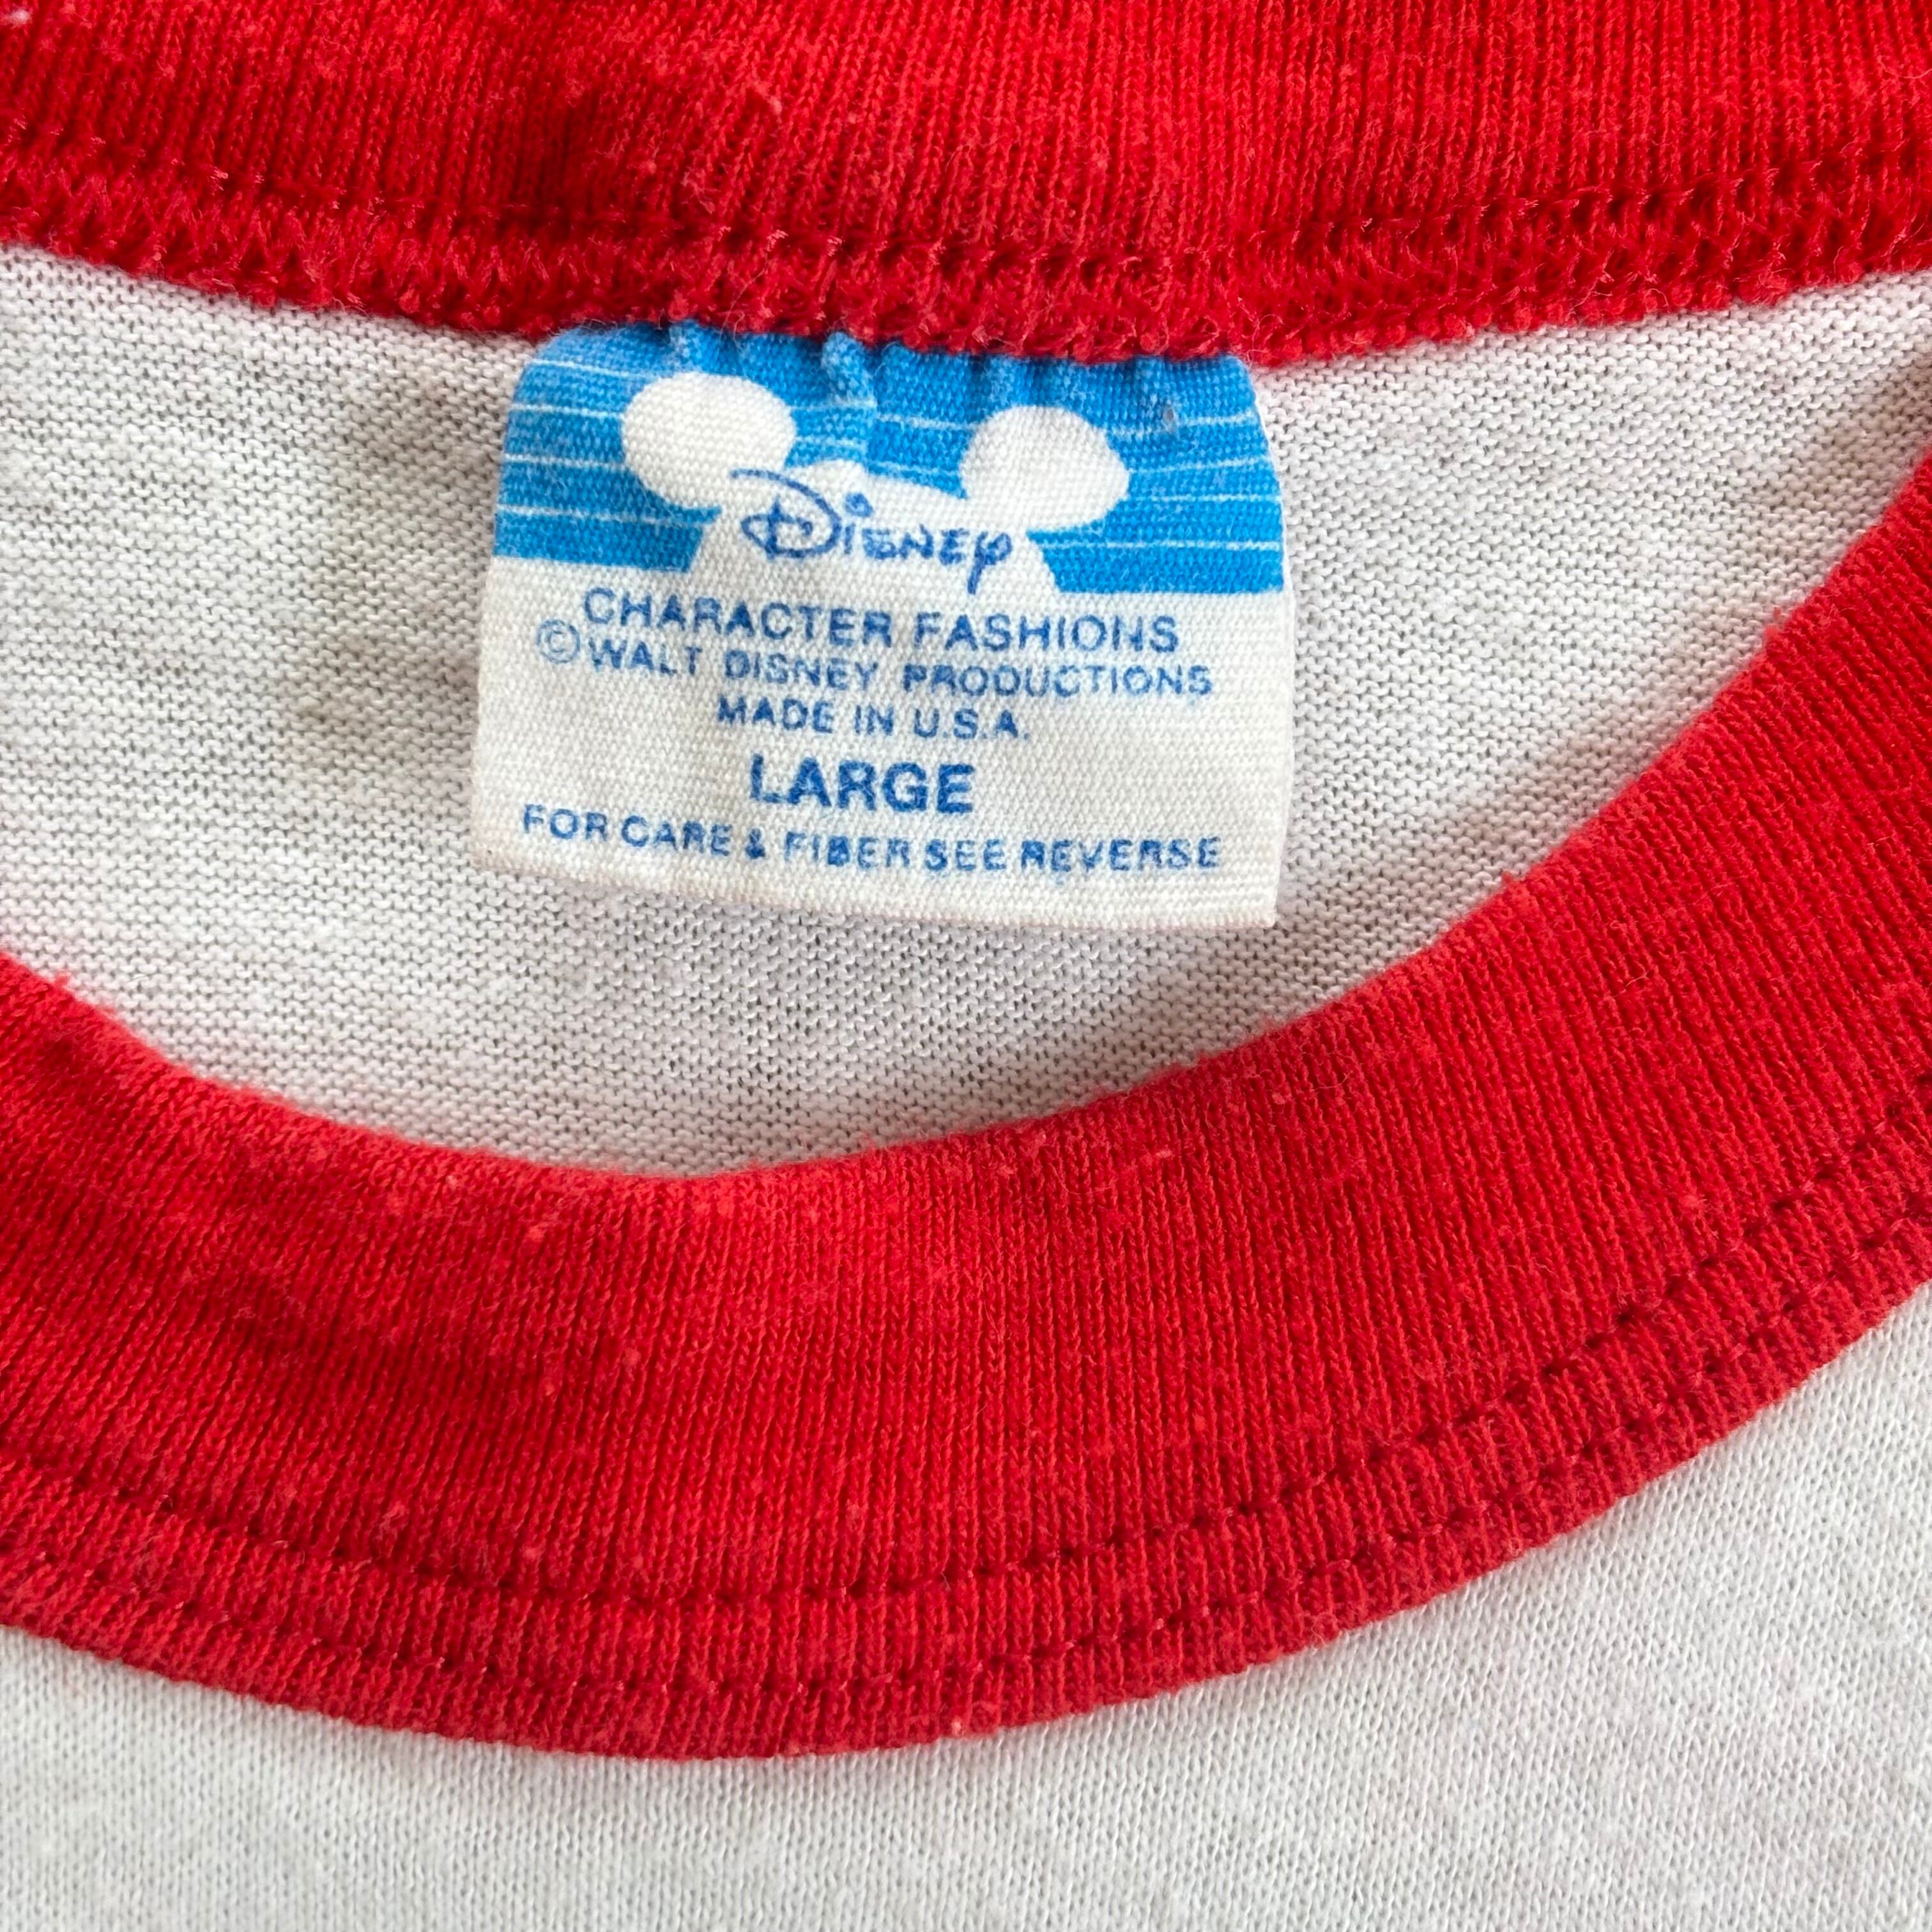 Disney
CHARACTER FASHIONS
©WALT DISNEY PRODUCTIONS
MADE IN U.S.A.
LARGE
FOR CARE & FIBER SEE REVERSE